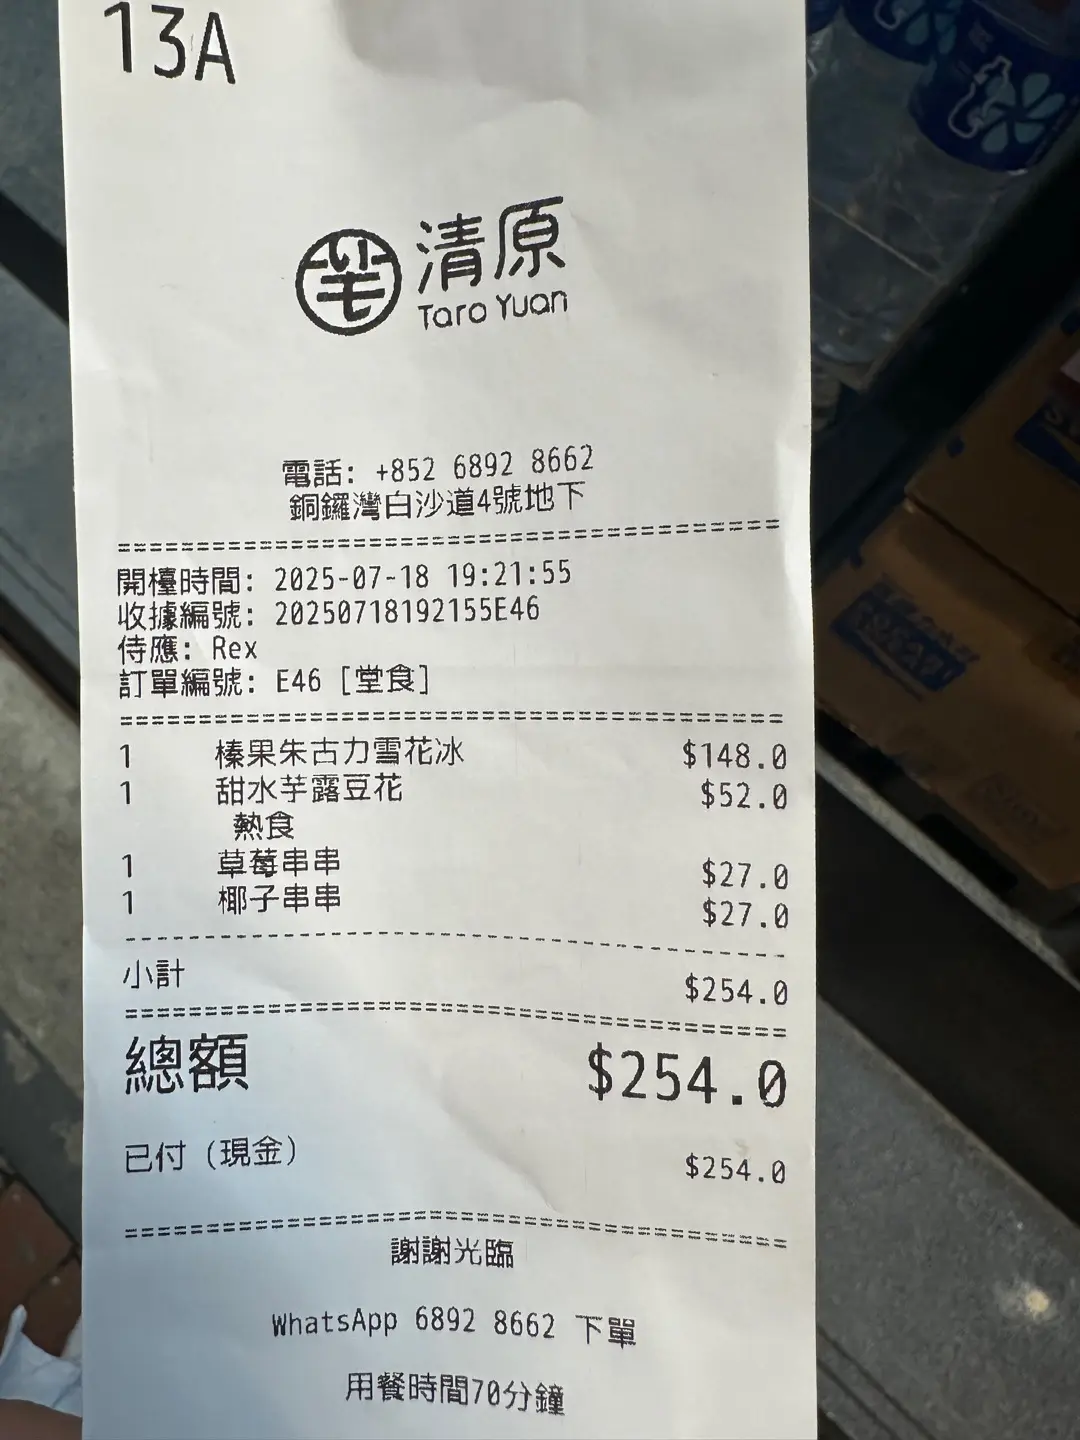 13A
芋 清原
Taro Yuan
電話: +852 6892 8662
銅鑼灣白沙道4號地下
開檯時間: 2025-07-18 19:21:55
收據編號: 20250718192155E46
侍應: Rex
訂單編號: E46 [堂食]
1 榛果朱古力雪花冰 $148.0
1 甜水芋露豆花 $52.0
熱食
1 草莓串串 $27.0
1 椰子串串 $27.0
小計 $254.0
總額 $254.0
已付 (現金) $254.0
謝謝光臨
WhatsApp 6892 8662 下單
用餐時間70分鐘